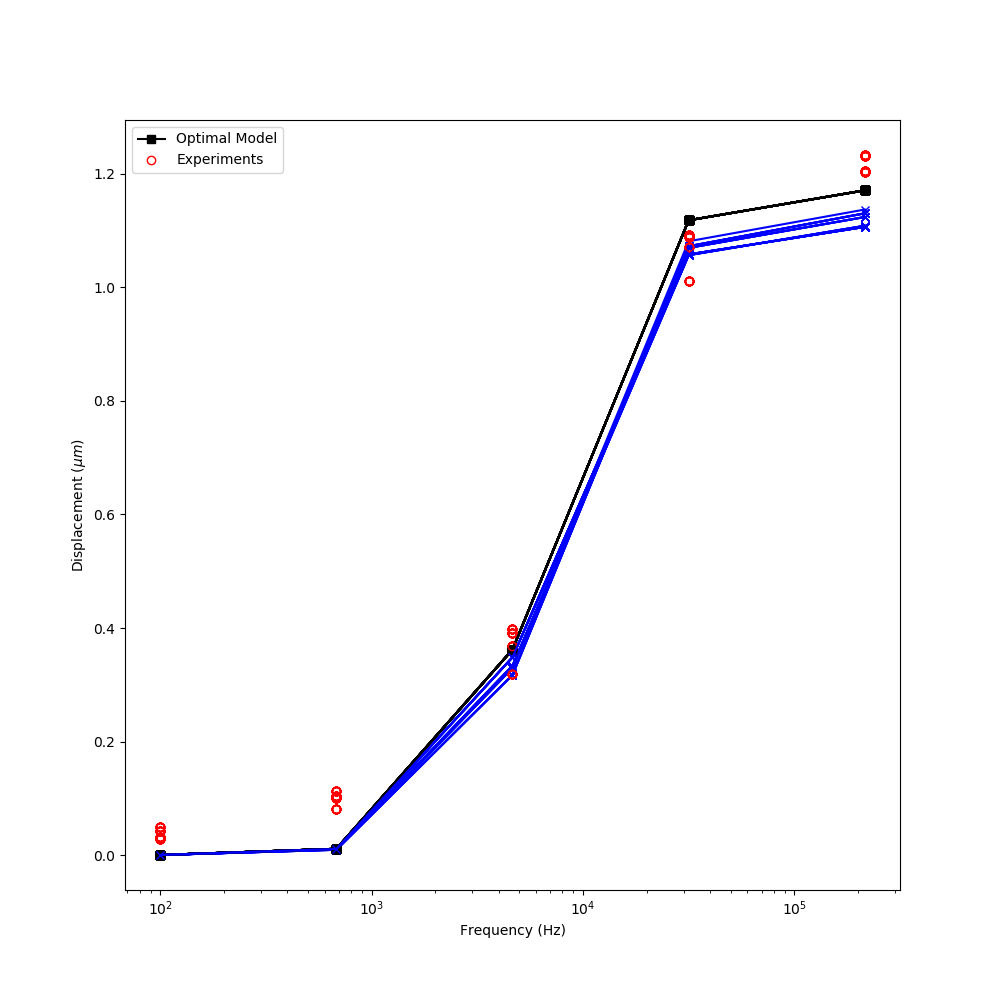 Optimal Model
Experiments
1.2
1.0
0.8
0.6
0.4
0.2
0.0
Displacement (μm)
10²
10³
10⁴
10⁵
Frequency (Hz)